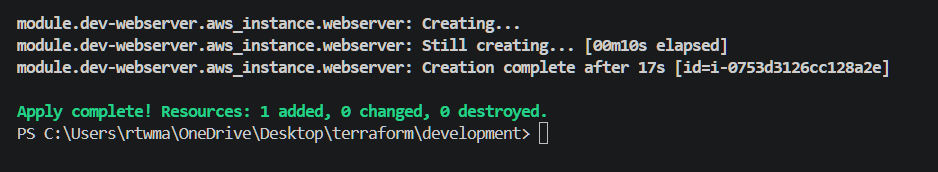 module.dev-webserver.aws_instance.webserver: Creating...
module.dev-webserver.aws_instance.webserver: Still creating... [00m10s elapsed]
module.dev-webserver.aws_instance.webserver: Creation complete after 17s [id=i-0753d3126cc128a2e]
Apply complete! Resources: 1 added, 0 changed, 0 destroyed.
PS C:\Users\rtwma\OneDrive\Desktop\terraform\development>